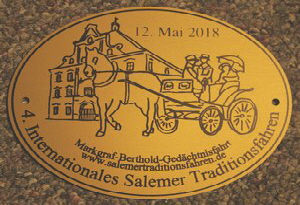 12. Mai 2018
Markgraf-Berthold-Gedächtnisfahrt
www.salemertraditionsfahren.de
4. Internationales Salemer Traditionsfahren